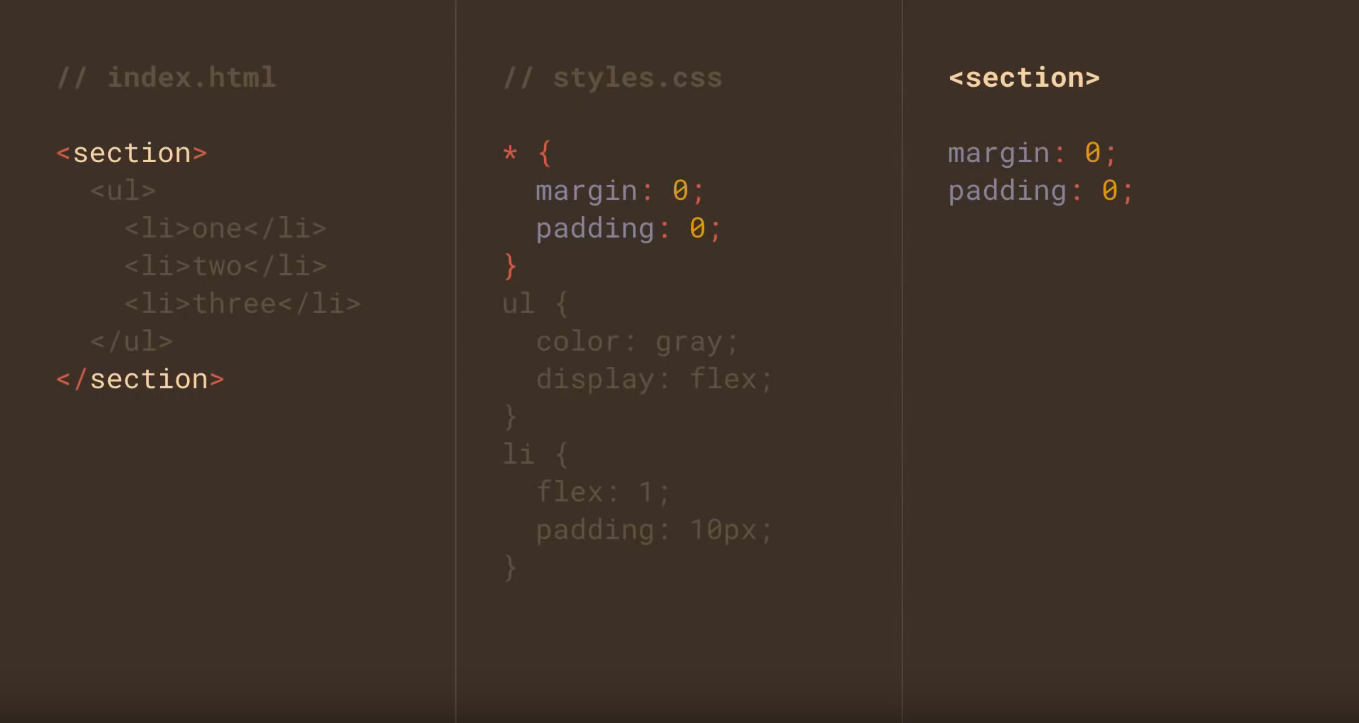 // index.html
<section>
  <ul>
    <li>one</li>
    <li>two</li>
    <li>three</li>
  </ul>
</section>
// styles.css
* {
  margin: 0;
  padding: 0;
}
ul {
  color: gray;
  display: flex;
}
li {
  flex: 1;
  padding: 10px;
}
<section>
margin: 0;
padding: 0;